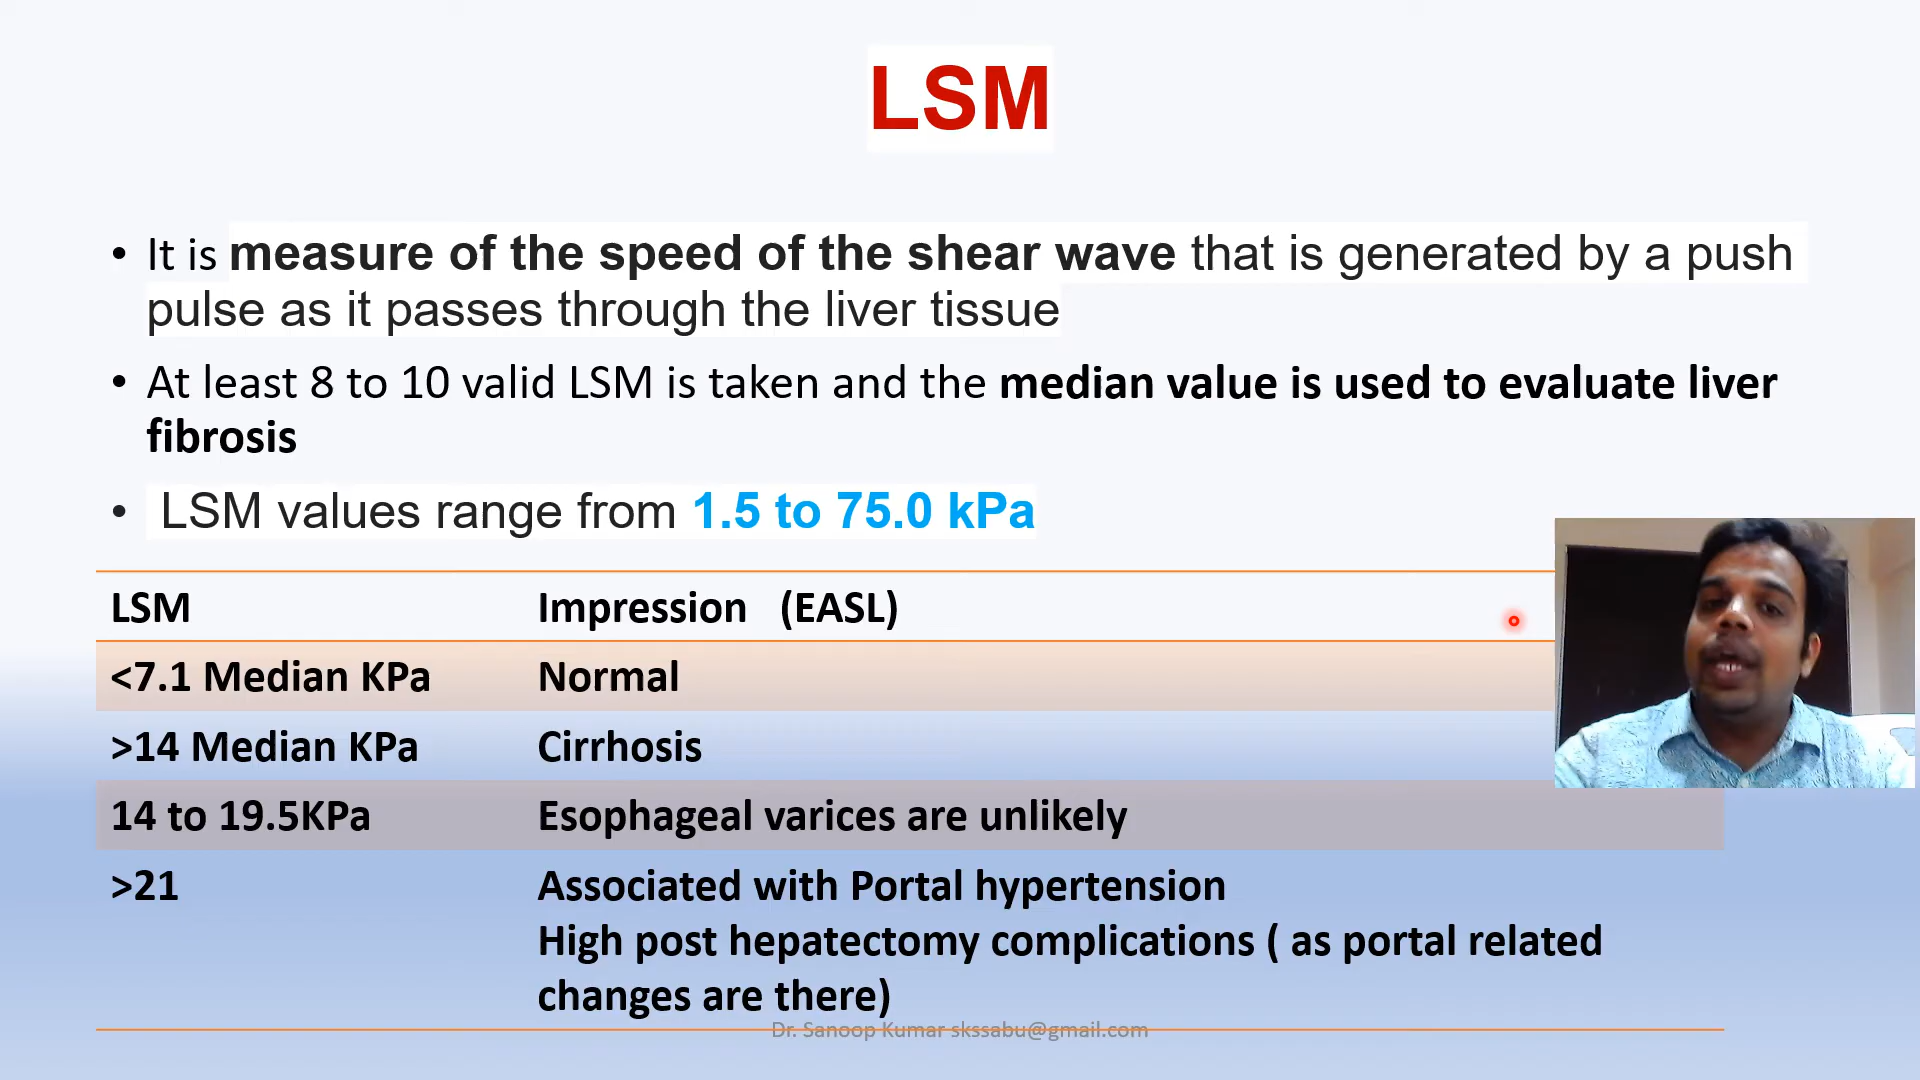 LSM
• It is measure of the speed of the shear wave that is generated by a push
pulse as it passes through the liver tissue
• At least 8 to 10 valid LSM is taken and the median value is used to evaluate liver
fibrosis
• LSM values range from 1.5 to 75.0 kPa
LSM Impression (EASL)
<7.1 Median KPa Normal
>14 Median KPa Cirrhosis
14 to 19.5KPa Esophageal varices are unlikely
>21 Associated with Portal hypertension
High post hepatectomy complications ( as portal related
changes are there)
Dr. Sanoop Kumar skssabu@gmail.com